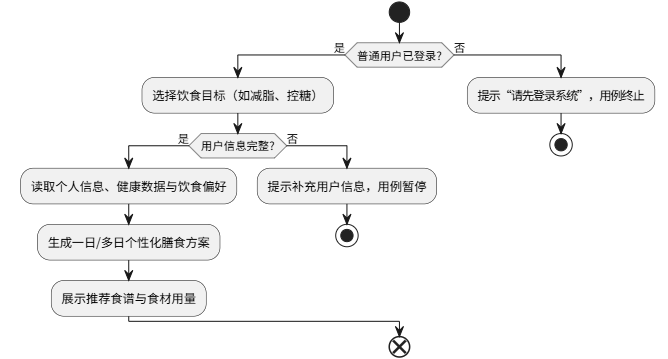 是
普通用户已登录?
否
选择饮食目标（如减脂、控糖）
提示“请先登录系统”，用例终止
是
用户信息完整?
否
读取个人信息、健康数据与饮食偏好
提示补充用户信息，用例暂停
生成一日/多日个性化膳食方案
展示推荐食谱与食材用量